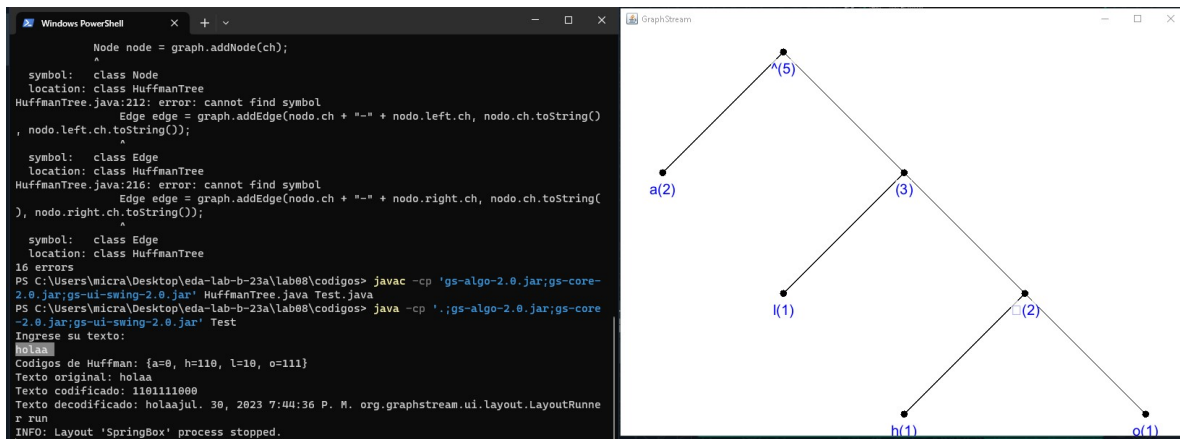 Windows PowerShell
Node node = graph.addNode(ch);
^
symbol:   class Node
location: class HuffmanTree
HuffmanTree.java:212: error: cannot find symbol
Edge edge = graph.addEdge(nodo.ch + "-" + nodo.left.ch, nodo.ch.toString()
, nodo.left.ch.toString());
^
symbol:   class Edge
location: class HuffmanTree
HuffmanTree.java:216: error: cannot find symbol
Edge edge = graph.addEdge(nodo.ch + "-" + nodo.right.ch, nodo.ch.toString(
), nodo.right.ch.toString());
^
symbol:   class Edge
location: class HuffmanTree
16 errors
PS C:\Users\micra\Desktop\eda-lab-b-23a\lab08\codigos> javac -cp 'gs-algo-2.0.jar;gs-core-
2.0.jar;gs-ui-swing-2.0.jar' HuffmanTree.java Test.java
PS C:\Users\micra\Desktop\eda-lab-b-23a\lab08\codigos> java -cp '.;gs-algo-2.0.jar;gs-core
-2.0.jar;gs-ui-swing-2.0.jar' Test
Ingrese su texto:
holaa
Codigos de Huffman: {a=0, h=110, l=10, o=111}
Texto original: holaa
Texto codificado: 1101111000
Texto decodificado: holaajul. 30, 2023 7:44:36 P. M. org.graphstream.ui.layout.LayoutRunne
r run
INFO: Layout 'SpringBox' process stopped.
GraphStream
^(5)
a(2)
(3)
l(1)
□(2)
h(1)
o(1)